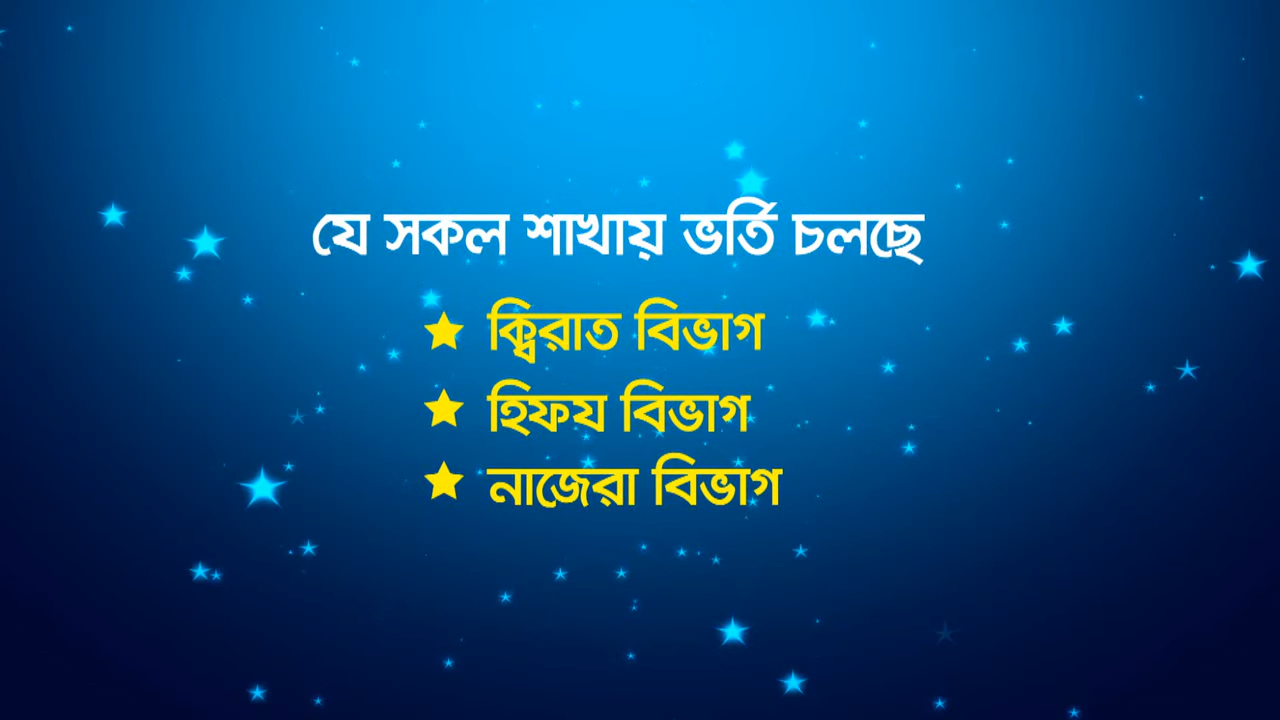 যে সকল শাখায় ভর্তি চলছে
ক্বিরাত বিভাগ
হিফয বিভাগ
নাজেরা বিভাগ